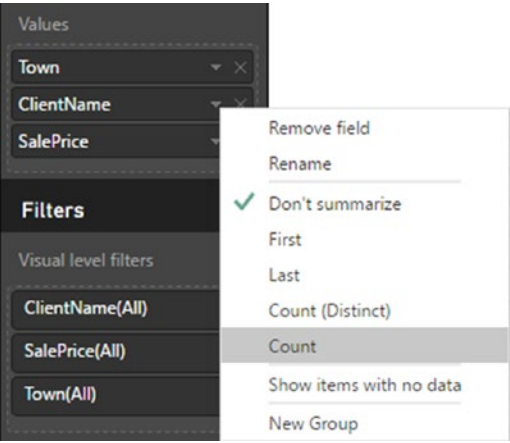 Values
Town
ClientName
SalePrice
Filters
Visual level filters
ClientName(All)
SalePrice(All)
Town(All)
Remove field
Rename
Don't summarize
First
Last
Count (Distinct)
Count
Show items with no data
New Group